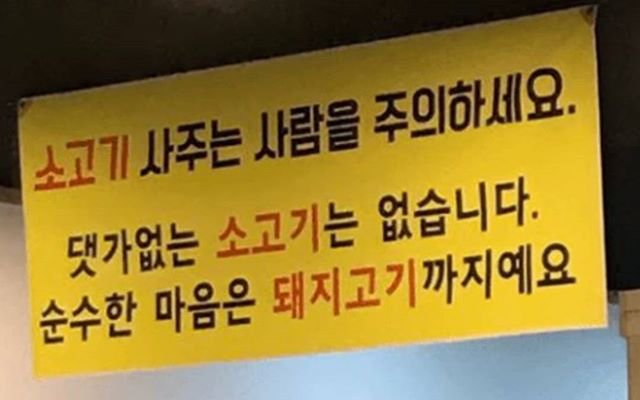 소고기 사주는 사람을 주의하세요.
댓가없는 소고기는 없습니다.
순수한 마음은 돼지고기까지예요